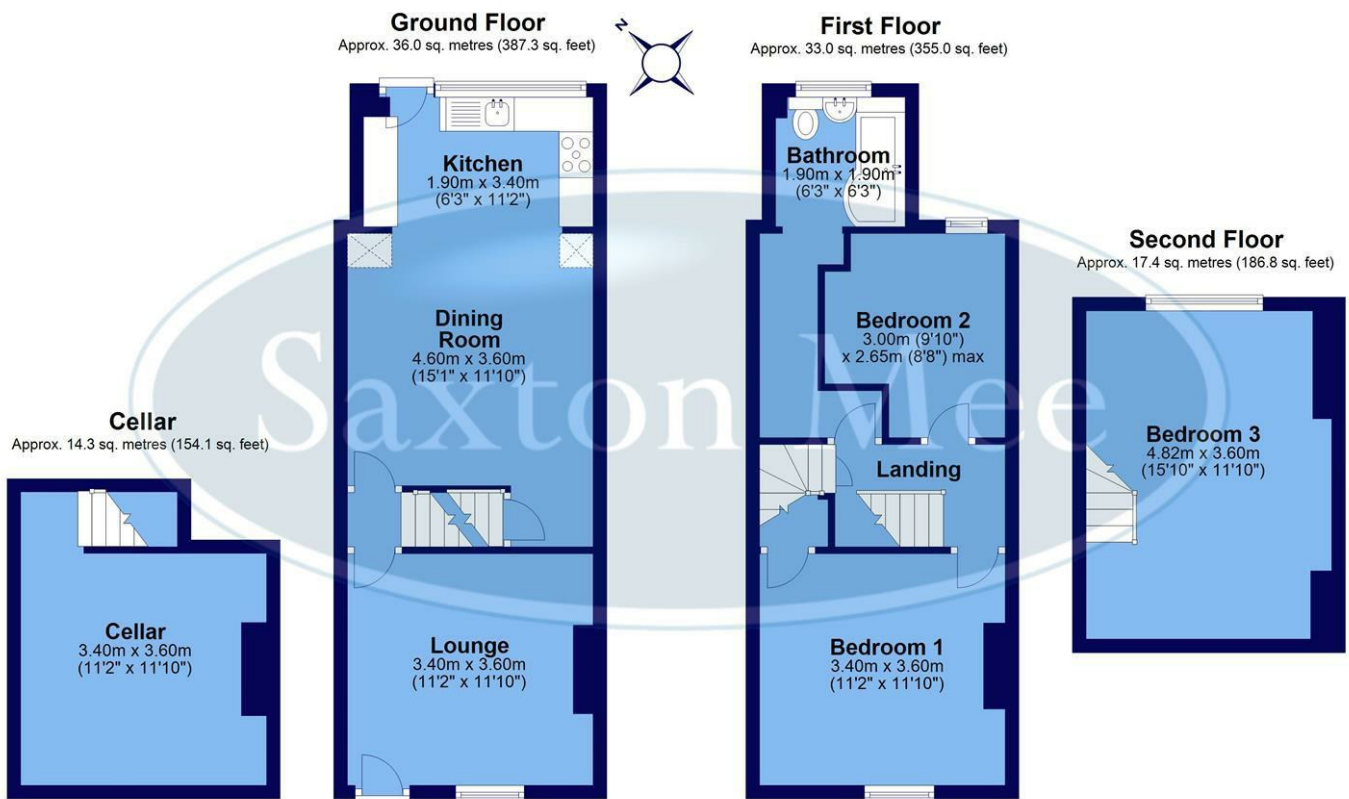 Ground Floor
Approx. 36.0 sq. metres (387.3 sq. feet)
N
First Floor
Approx. 33.0 sq. metres (355.0 sq. feet)
Kitchen
1.90m x 3.40m
(6'3" x 11'2")
Bathroom
1.90m x 1.90m
(6'3" x 6'3")
Second Floor
Approx. 17.4 sq. metres (186.8 sq. feet)
Dining
Room
4.60m x 3.60m
(15'1" x 11'10")
Bedroom 2
3.00m (9'10")
x 2.65m (8'8") max
Saxton Mee
Cellar
Approx. 14.3 sq. metres (154.1 sq. feet)
Bedroom 3
4.82m x 3.60m
(15'10" x 11'10")
Landing
Cellar
3.40m x 3.60m
(11'2" x 11'10")
Lounge
3.40m x 3.60m
(11'2" x 11'10")
Bedroom 1
3.40m x 3.60m
(11'2" x 11'10")